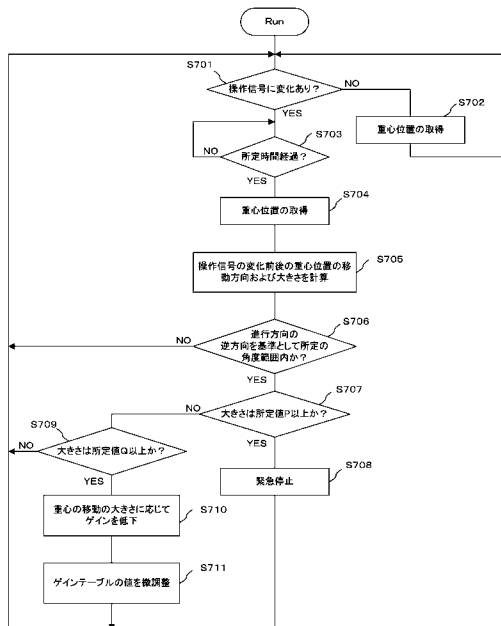 Run
S701
操作信号に変化あり？
NO
S702
重心位置の取得
YES
S703
所定時間経過？
NO
YES
S704
重心位置の取得
S705
操作信号の変化前後の重心位置の移
動方向および大きさを計算
S706
進行方向の
逆方向を基準として所定の
角度範囲内か？
NO
YES
S707
大きさは所定値P以上か？
NO
YES
S709
大きさは所定値Q以上か？
NO
YES
S708
緊急停止
S710
重心の移動の大きさに応じて
ゲインを低下
S711
ゲインテーブルの値を微調整